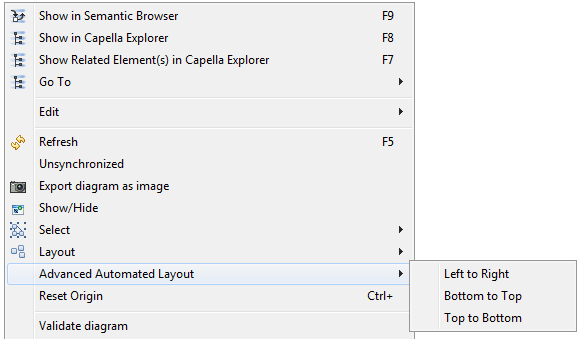 Show in Semantic Browser F9
Show in Capella Explorer F8
Show Related Element(s) in Capella Explorer F7
Go To
Edit
Refresh F5
Unsynchronized
Export diagram as image
Show/Hide
Select
Layout
Advanced Automated Layout
Left to Right
Reset Origin Ctrl+
Bottom to Top
Top to Bottom
Validate diagram